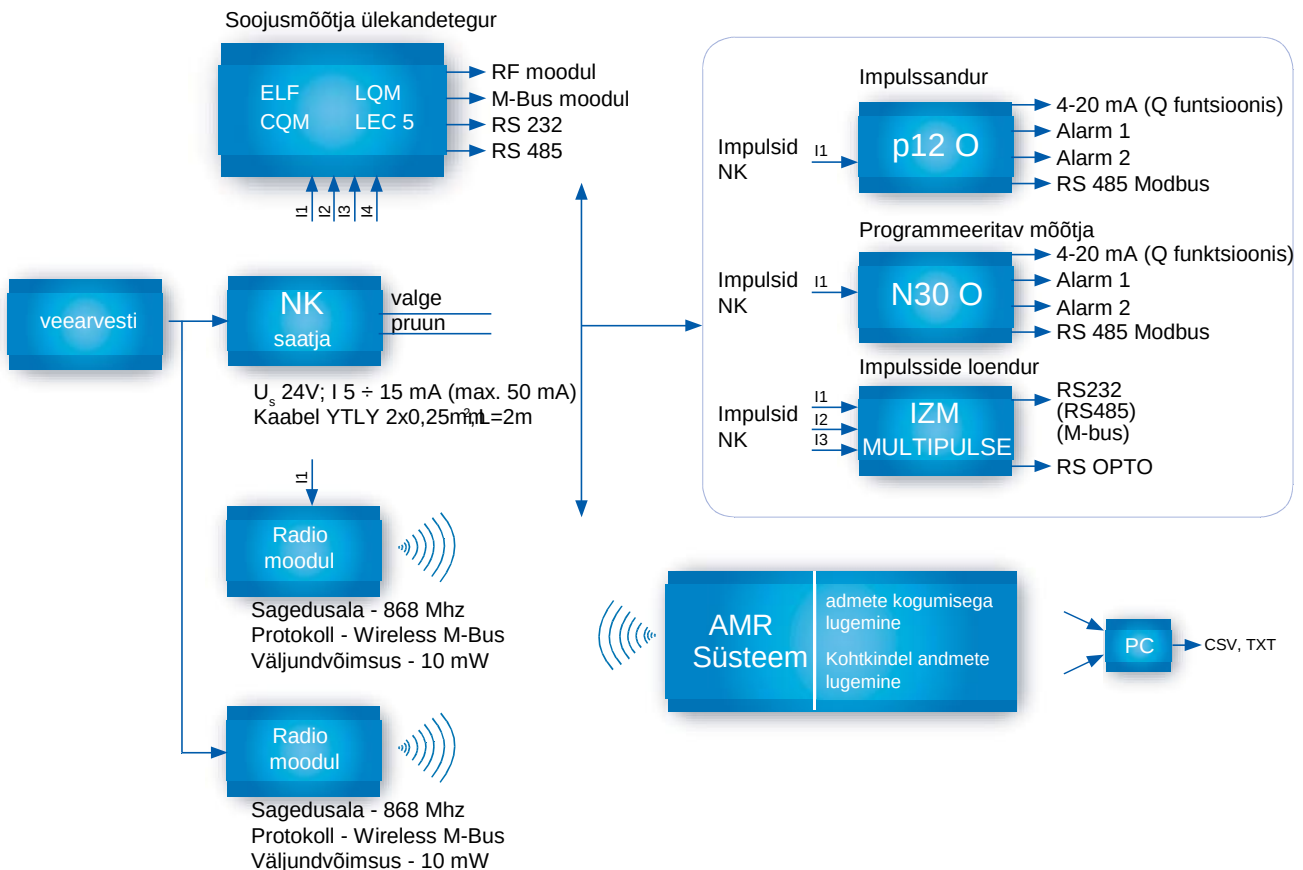 Soojusmõõtja ülekandetegur
ELF LQM
CQM LEC 5
RF moodul
M-Bus moodul
RS 232
RS 485
I1
I2
I3
I4
veearvesti
NK
saatja
valge
pruun
Us 24V; I 5 ÷ 15 mA (max. 50 mA)
Kaabel YTLY 2x0,25mm², L=2m
I1
Radio
moodul
Sagedusala - 868 Mhz
Protokoll - Wireless M-Bus
Väljundvõimsus - 10 mW
Radio
moodul
Sagedusala - 868 Mhz
Protokoll - Wireless M-Bus
Väljundvõimsus - 10 mW
Impulssandur
Impulsid
NK
I1
p12 O
4-20 mA (Q funtsioonis)
Alarm 1
Alarm 2
RS 485 Modbus
Programmeeritav mõõtja
Impulsid
NK
I1
N30 O
4-20 mA (Q funktsioonis)
Alarm 1
Alarm 2
RS 485 Modbus
Impulsside loendur
Impulsid
NK
I1
I2
I3
IZM
MULTIPULSE
RS232
(RS485)
(M-bus)
RS OPTO
AMR
Süsteem
admete kogumisega
lugemine
Kohtkindel andmete
lugemine
PC
CSV, TXT